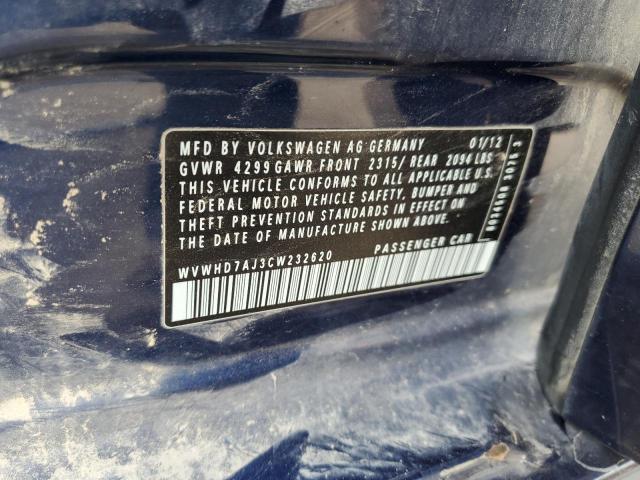 MFD BY VOLKSWAGEN AG GERMANY 01/12
GVWR 4299 GAWR FRONT 2315/ REAR 2094 LBS
THIS VEHICLE CONFORMS TO ALL APPLICABLE U.S.
FEDERAL MOTOR VEHICLE SAFETY, BUMPER AND
THEFT PREVENTION STANDARDS IN EFFECT ON
THE DATE OF MANUFACTURE SHOWN ABOVE.
WVWHD7AJ3CW232620 PASSENGER CAR